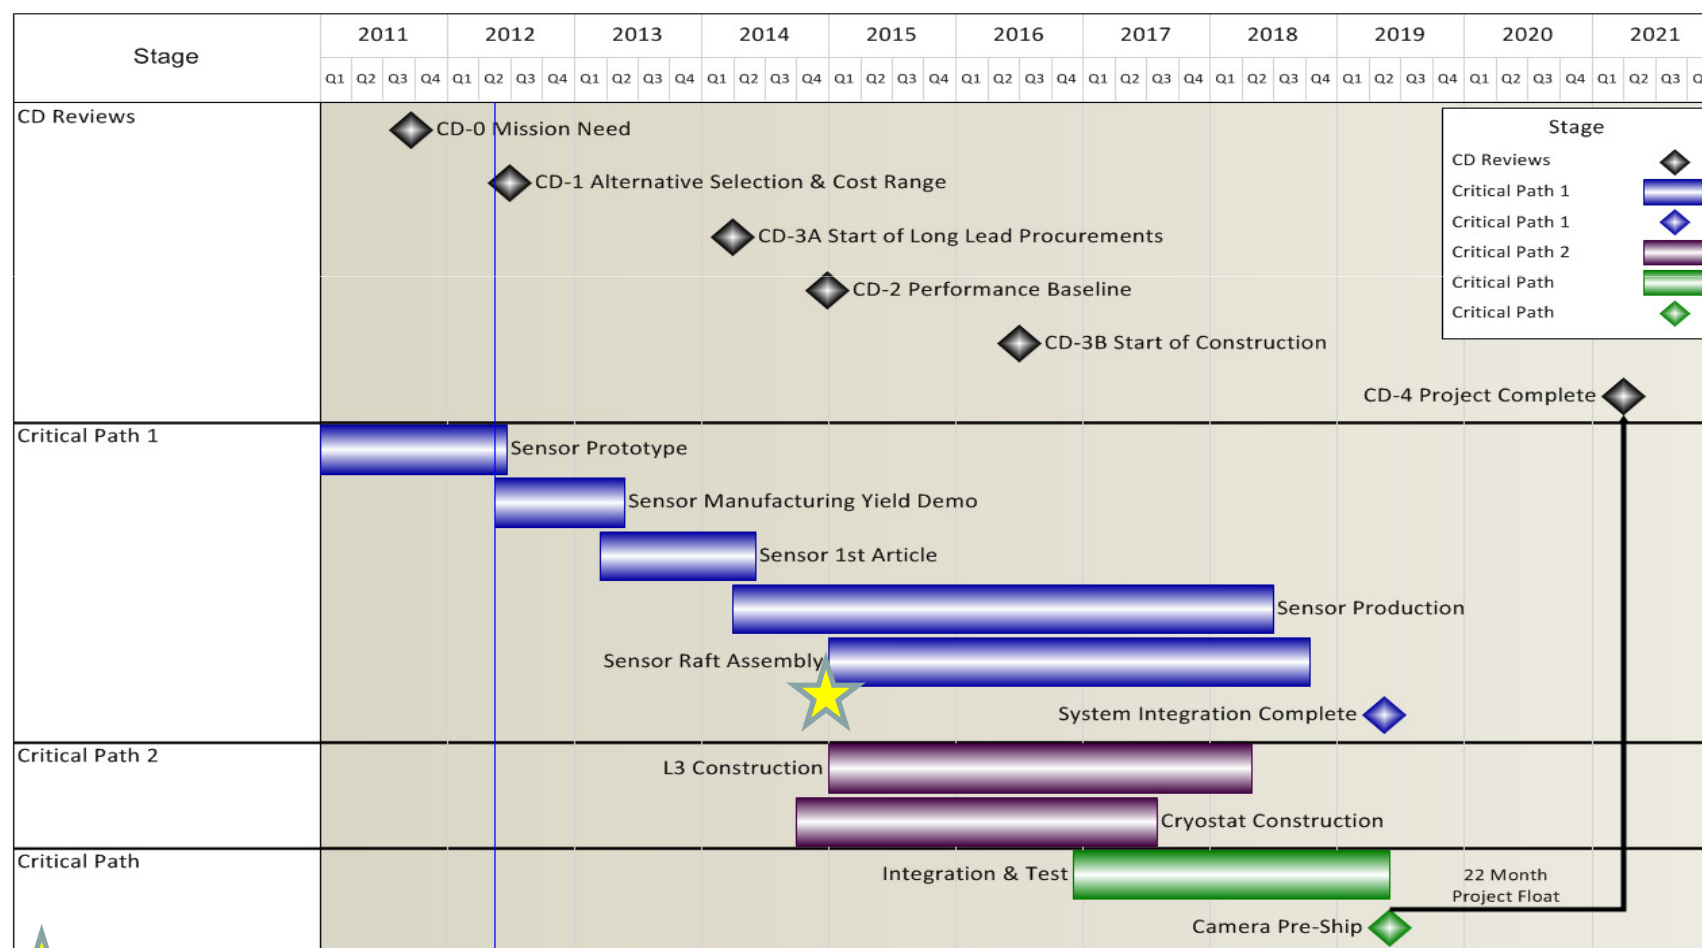 Stage
2011 2012 2013 2014 2015 2016 2017 2018 2019 2020 2021
Q1 Q2 Q3 Q4 Q1 Q2 Q3 Q4 Q1 Q2 Q3 Q4 Q1 Q2 Q3 Q4 Q1 Q2 Q3 Q4 Q1 Q2 Q3 Q4 Q1 Q2 Q3 Q4 Q1 Q2 Q3 Q4 Q1 Q2 Q3 Q4 Q1 Q2 Q3 Q4 Q1 Q2 Q3
CD Reviews
CD-0 Mission Need
CD-1 Alternative Selection & Cost Range
CD-3A Start of Long Lead Procurements
CD-2 Performance Baseline
CD-3B Start of Construction
CD-4 Project Complete
Stage
CD Reviews
Critical Path 1
Critical Path 1
Critical Path 2
Critical Path
Critical Path
Critical Path 1
Sensor Prototype
Sensor Manufacturing Yield Demo
Sensor 1st Article
Sensor Production
Sensor Raft Assembly
System Integration Complete
Critical Path 2
L3 Construction
Cryostat Construction
Critical Path
Integration & Test
22 Month
Project Float
Camera Pre-Ship